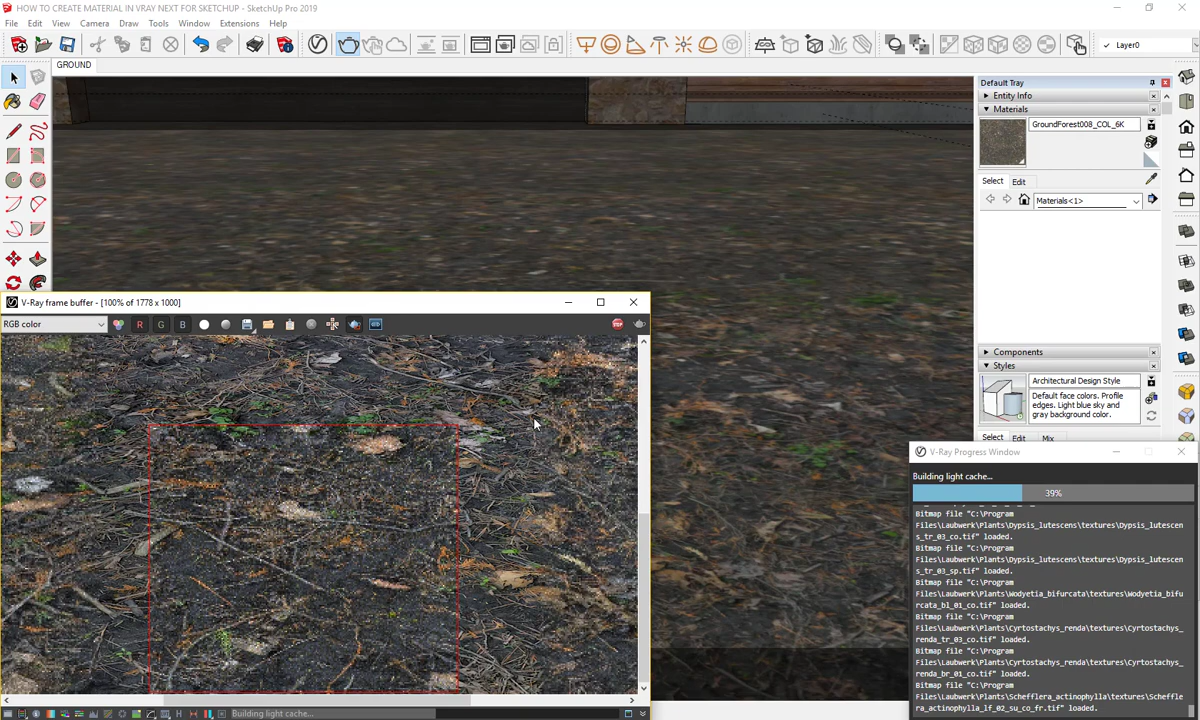 HOW TO CREATE MATERIAL IN VRAY NEXT FOR SKETCHUP - SketchUp Pro 2019
File Edit View Camera Draw Tools Window Extensions Help
Layer0
GROUND
Default Tray
Entity Info
Materials
GroundForest008_COL_6K
Select Edit
Materials<1>
V-Ray frame buffer - [100% of 1778 x 1000]
RGB color
R G B
STOP
Components
Styles
Architectural Design Style
Default face colors. Profile
edges. Light blue sky and
gray background color.
Select Edit Mix
V-Ray Progress Window
Building light cache...
39%
Bitmap file "C:\Program
Files\Laubwerk\Plants\Dypsis_lutescens\textures\Dypsis_lutescen
s_tr_03_co.tif" loaded.
Bitmap file "C:\Program
Files\Laubwerk\Plants\Dypsis_lutescens\textures\Dypsis_lutescen
s_tr_03_sp.tif" loaded.
Bitmap file "C:\Program
Files\Laubwerk\Plants\Wodyetia_bifurcata\textures\Wodyetia_bifu
rcata_bl_01_co.tif" loaded.
Bitmap file "C:\Program
Files\Laubwerk\Plants\Cyrtostachys_renda\textures\Cyrtostachys_
renda_tr_03_co.tif" loaded.
Bitmap file "C:\Program
Files\Laubwerk\Plants\Cyrtostachys_renda\textures\Cyrtostachys_
renda_br_01_co.tif" loaded.
Bitmap file "C:\Program
Files\Laubwerk\Plants\Schefflera_actinophylla\textures\Scheffle
ra_actinophylla_lf_02_su_co_fr.tif" loaded.
Building light cache...